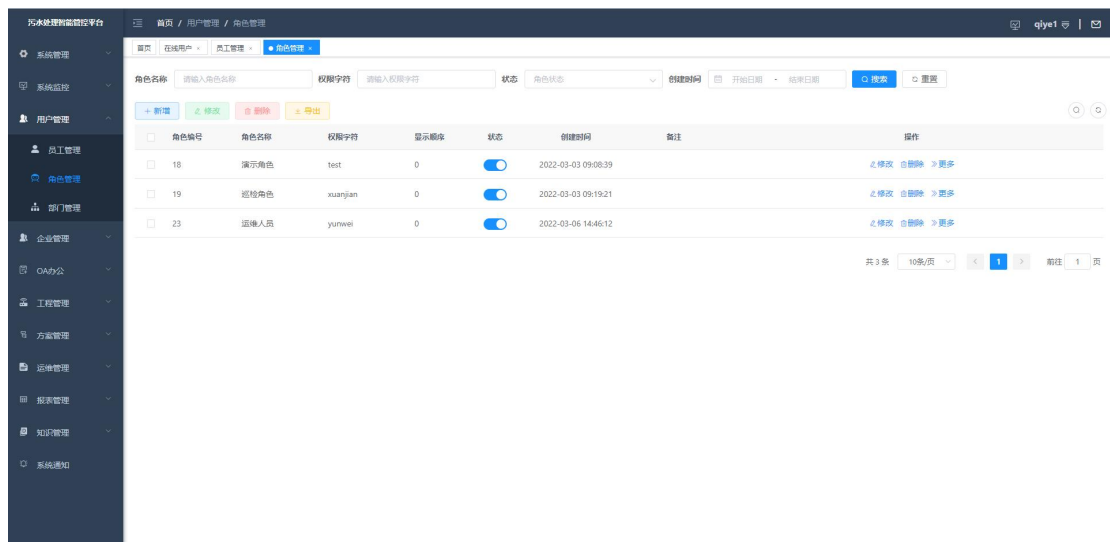 污水处理智能管控平台
首页 / 用户管理 / 角色管理
qiye1
系统管理
系统监控
用户管理
员工管理
角色管理
部门管理
企业管理
OA办公
工程管理
方案管理
运维管理
报表管理
知识管理
系统通知
首页 在线用户 × 员工管理 × 角色管理 ×
角色名称 请输入角色名称 权限字符 请输入权限字符 状态 角色状态 创建时间 开始日期 - 结束日期 搜索 重置
+ 新增 修改 删除 导出
角色编号 角色名称 权限字符 显示顺序 状态 创建时间 备注 操作
18 演示角色 test 0 2022-03-03 09:08:39 修改 删除 更多
19 巡检角色 xuanjian 0 2022-03-03 09:19:21 修改 删除 更多
23 运维人员 yunwei 0 2022-03-06 14:46:12 修改 删除 更多
共 3 条 10条/页 < 1 > 前往 1 页